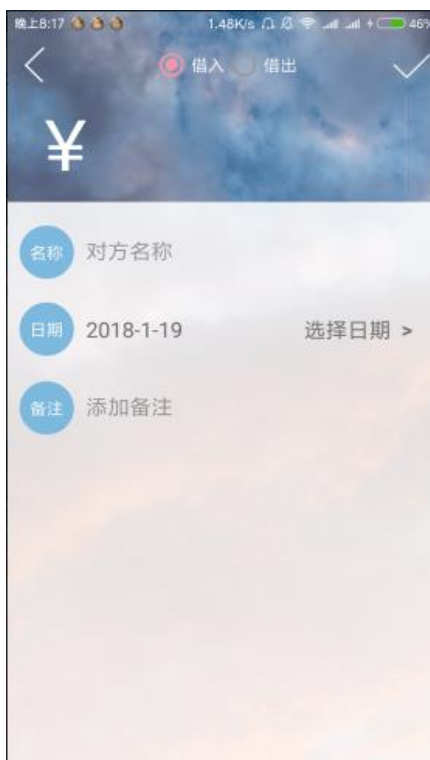 晚上8:17 1.48K/s 46%
借入 借出
¥
名称 对方名称
日期 2018-1-19 选择日期 >
备注 添加备注